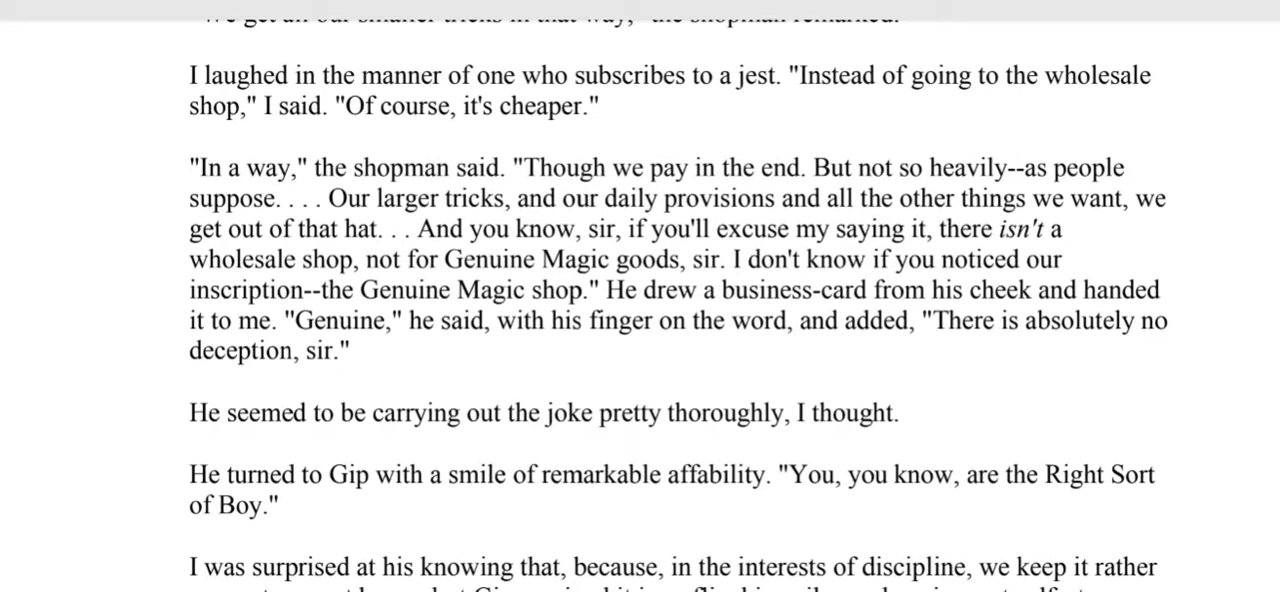 I laughed in the manner of one who subscribes to a jest. "Instead of going to the wholesale
shop," I said. "Of course, it's cheaper."
"In a way," the shopman said. "Though we pay in the end. But not so heavily--as people
suppose. . . . Our larger tricks, and our daily provisions and all the other things we want, we
get out of that hat. . . And you know, sir, if you'll excuse my saying it, there isn't a
wholesale shop, not for Genuine Magic goods, sir. I don't know if you noticed our
inscription--the Genuine Magic shop." He drew a business-card from his cheek and handed
it to me. "Genuine," he said, with his finger on the word, and added, "There is absolutely no
deception, sir."
He seemed to be carrying out the joke pretty thoroughly, I thought.
He turned to Gip with a smile of remarkable affability. "You, you know, are the Right Sort
of Boy."
I was surprised at his knowing that, because, in the interests of discipline, we keep it rather